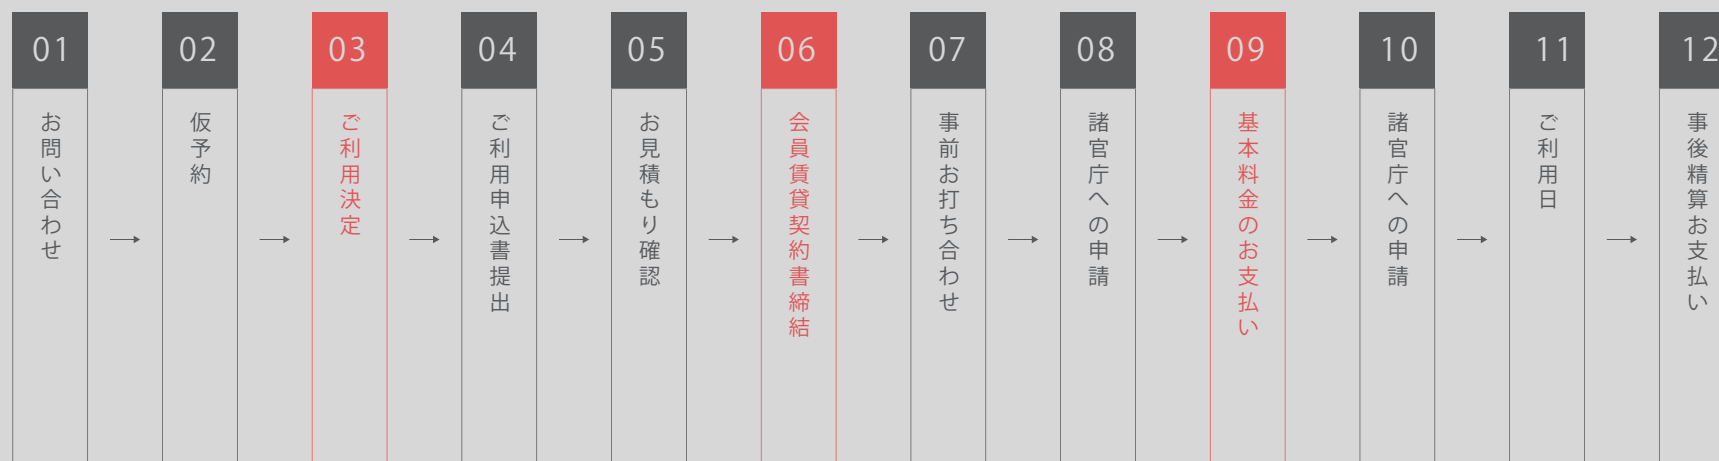 01
お問い合わせ
02
仮予約
03
ご利用決定
04
ご利用申込書提出
05
お見積もり確認
06
会員賃貸契約書締結
07
事前お打ち合わせ
08
諸官庁への申請
09
基本料金のお支払い
10
諸官庁への申請
11
ご利用日
12
事後精算お支払い